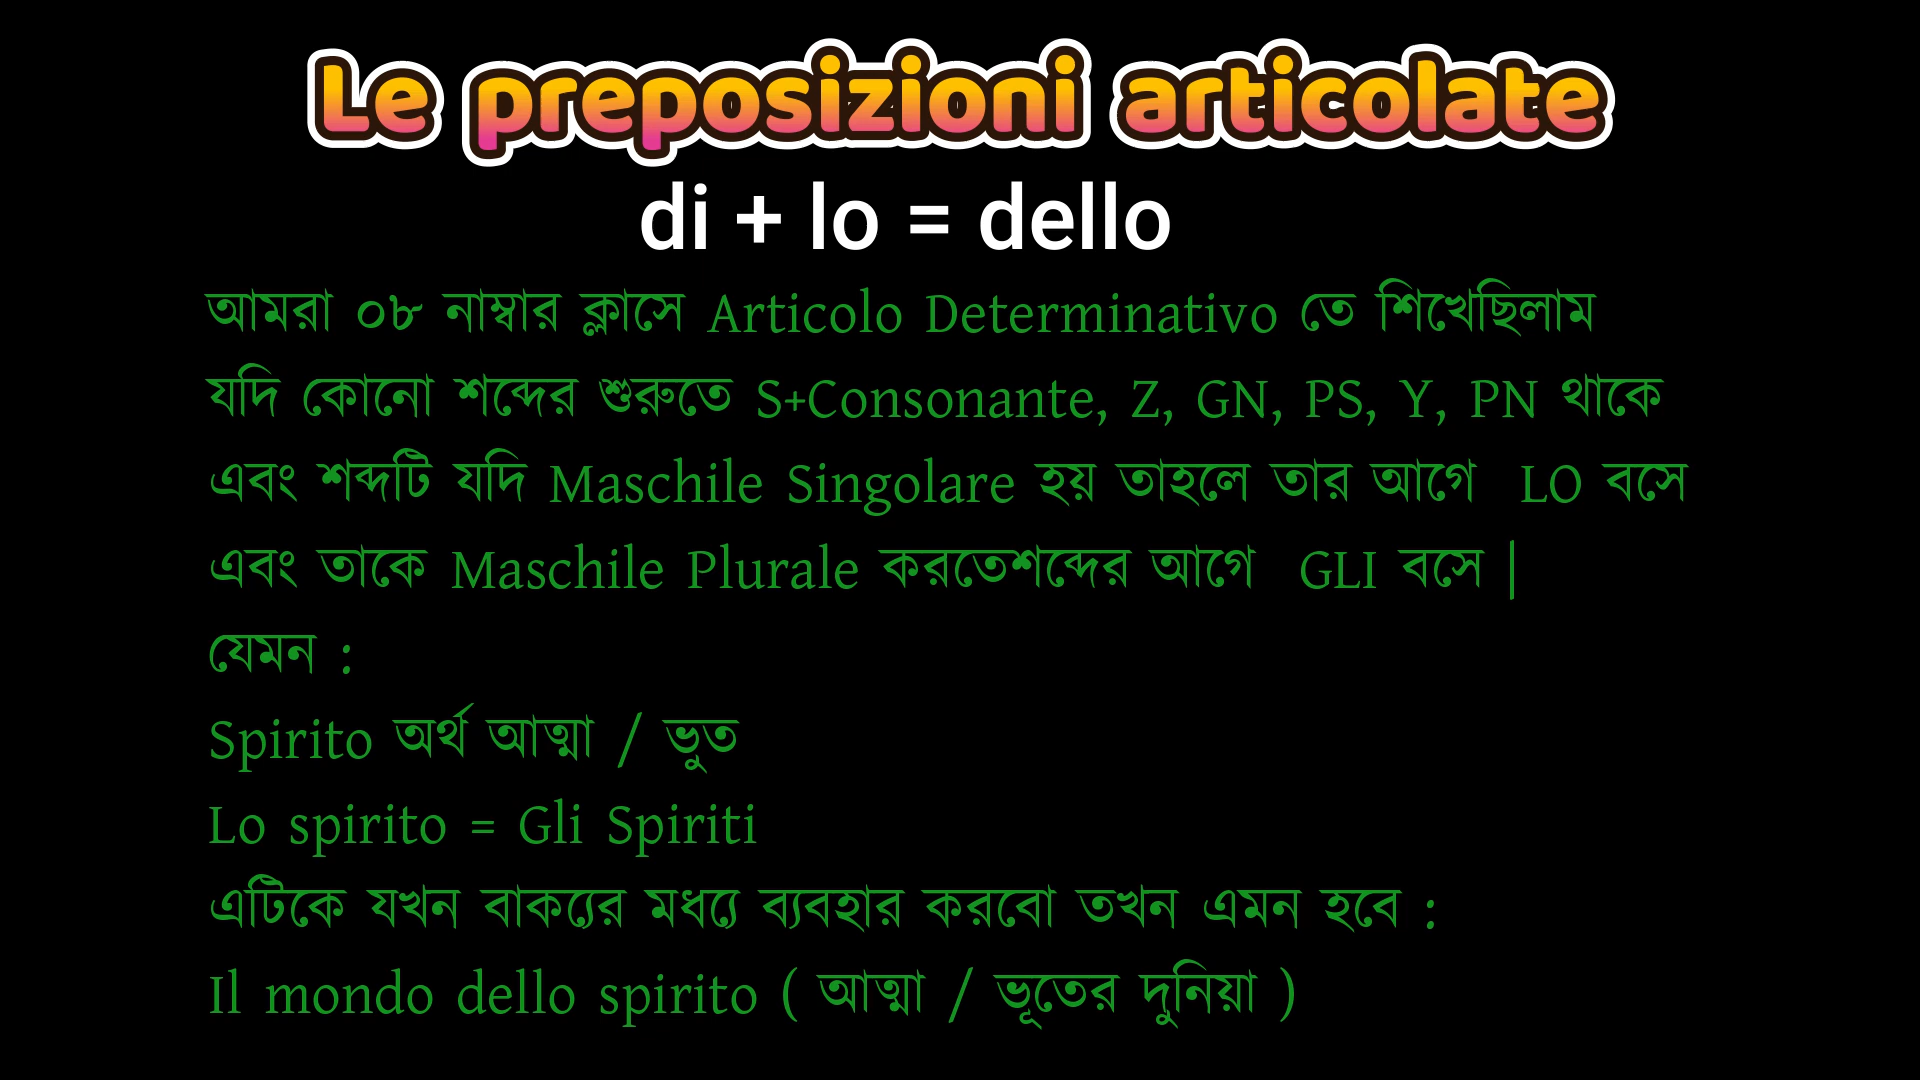 Le preposizioni articolate
di + lo = dello
আমরা ০৮ নাম্বার ক্লাসে Articolo Determinativo তে শিখেছিলাম
যদি কোনো শব্দের শুরুতে S+Consonante, Z, GN, PS, Y, PN থাকে
এবং শব্দটি যদি Maschile Singolare হয় তাহলে তার আগে LO বসে
এবং তাকে Maschile Plurale করতেশব্দের আগে GLI বসে |
যেমন :
Spirito অর্থ আত্মা / ভুত
Lo spirito = Gli Spiriti
এটিকে যখন বাক্যের মধ্যে ব্যবহার করবো তখন এমন হবে :
Il mondo dello spirito ( আত্মা / ভূতের দুনিয়া )